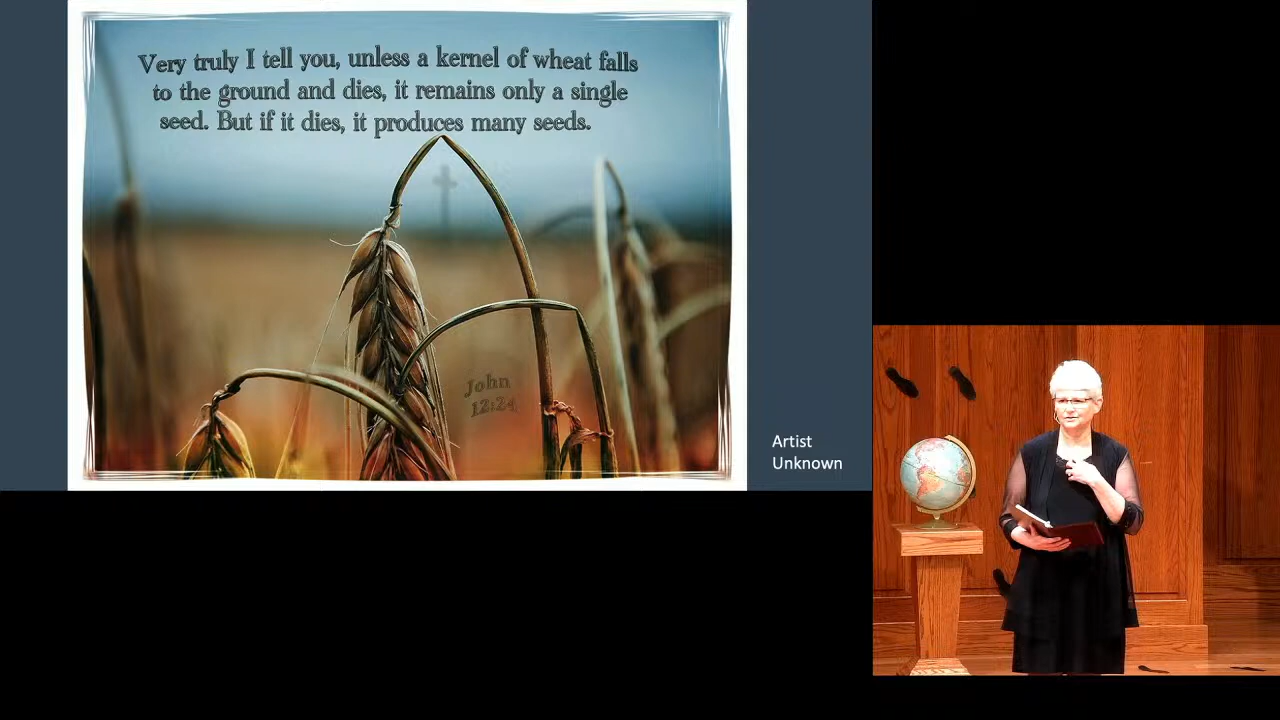 Very truly I tell you, unless a kernel of wheat falls
to the ground and dies, it remains only a single
seed. But if it dies, it produces many seeds.
John
12:24
Artist
Unknown